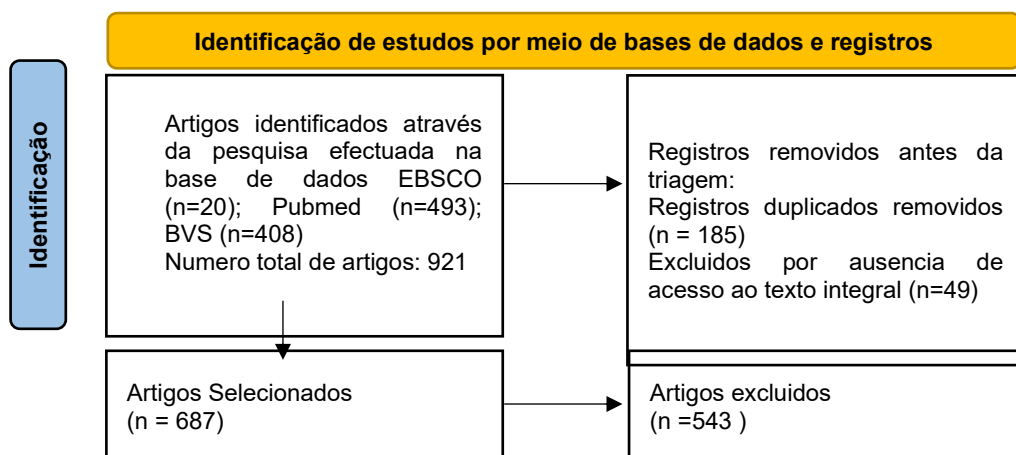 Identificação de estudos por meio de bases de dados e registros
Identificação
Artigos identificados através
da pesquisa efectuada na
base de dados EBSCO
(n=20); Pubmed (n=493);
BVS (n=408)
Numero total de artigos: 921
Registros removidos antes da
triagem:
Registros duplicados removidos
(n = 185)
Excluidos por ausencia de
acesso ao texto integral (n=49)
Artigos Selecionados
(n = 687)
Artigos excluidos
(n =543 )